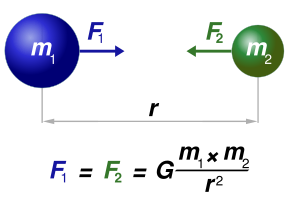 m₁ F₁ F₂ m₂
r
F₁ = F₂ = G m₁ × m₂ / r²